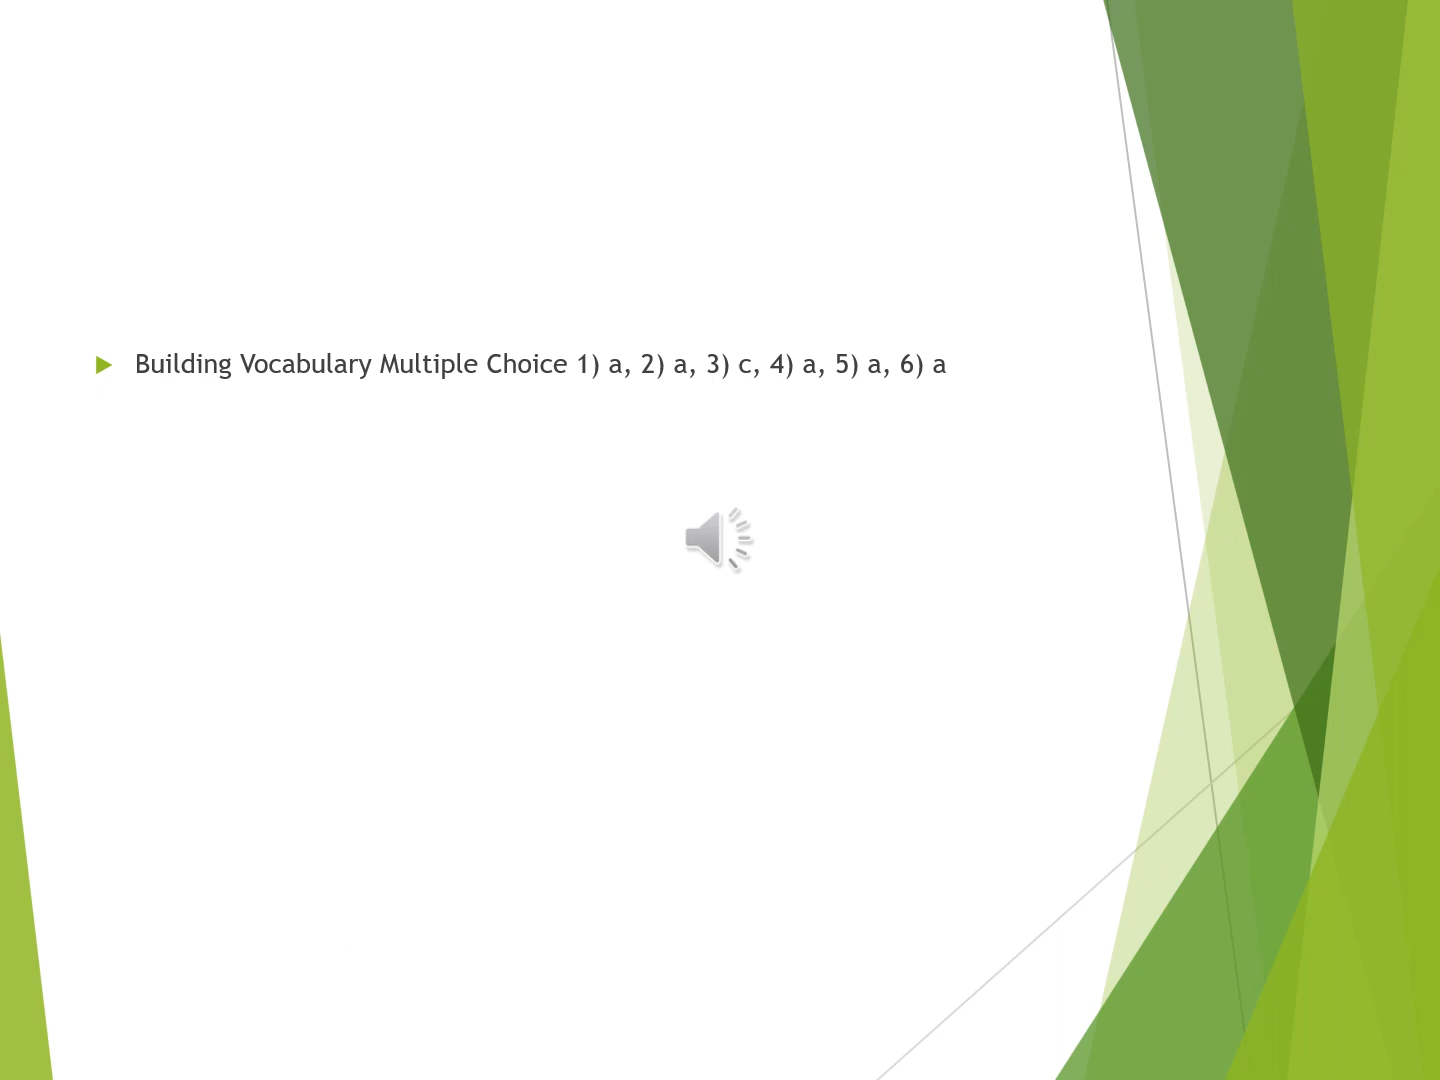 Building Vocabulary Multiple Choice 1) a, 2) a, 3) c, 4) a, 5) a, 6) a